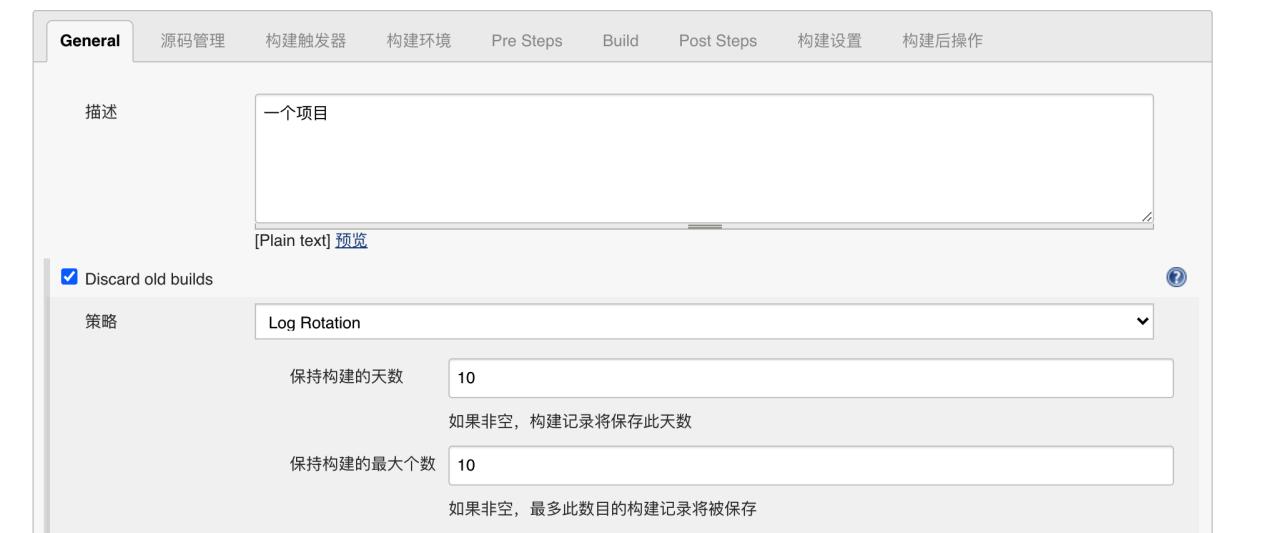 General 源码管理 构建触发器 构建环境 Pre Steps Build Post Steps 构建设置 构建后操作
描述 一个项目
[Plain text] 预览
Discard old builds
策略 Log Rotation
保持构建的天数 10
如果非空，构建记录将保存此天数
保持构建的最大个数 10
如果非空，最多此数目的构建记录将被保存